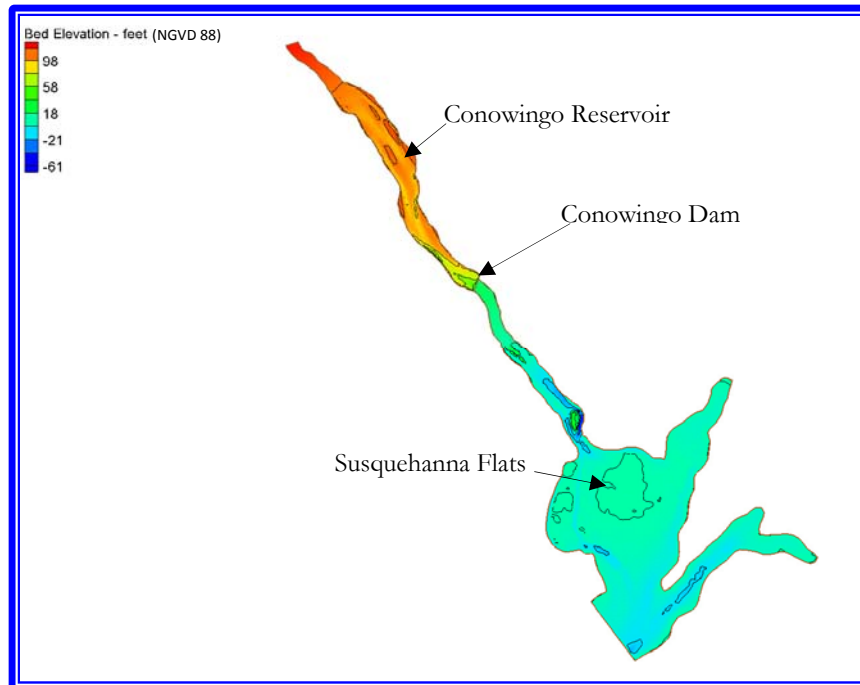 Bed Elevation - feet (NGVD 88)
98
58
18
-21
-61
Conowingo Reservoir
Conowingo Dam
Susquehanna Flats